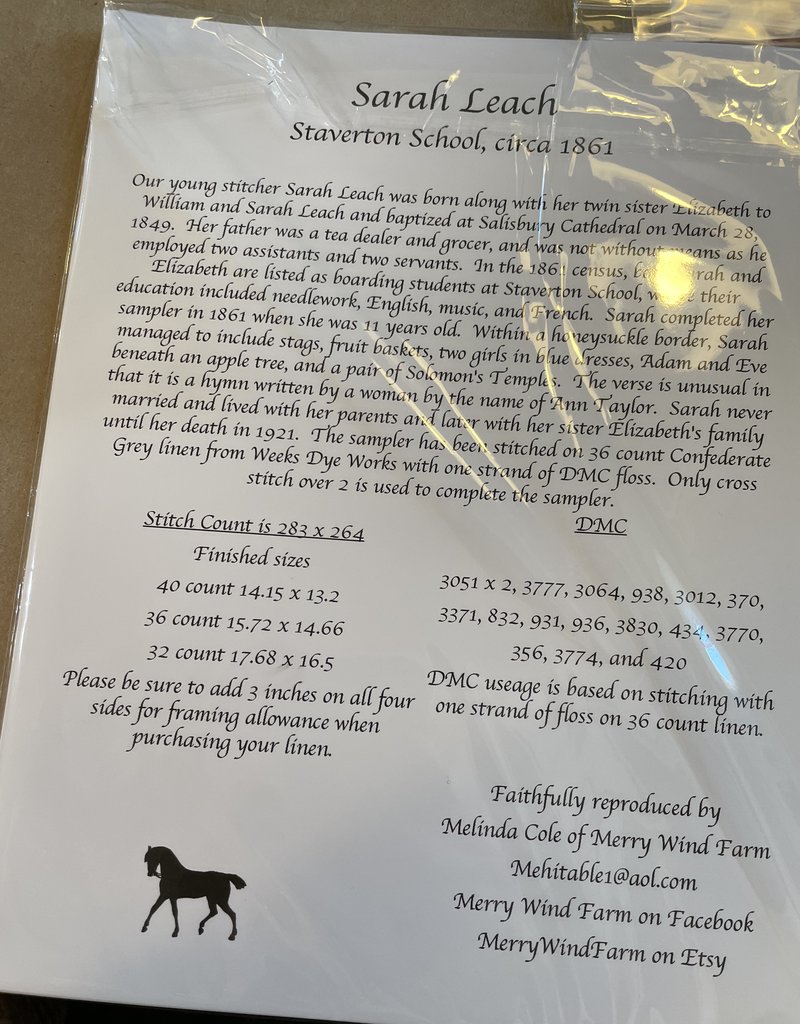 Sarah Leach
Staverton School, circa 1861
Our young stitcher Sarah Leach was born along with her twin sister Elizabeth to
William and Sarah Leach and baptized at Salisbury Cathedral on March 28,
1849. Her father was a tea dealer and grocer, and was not without means as he
employed two assistants and two servants. In the 1861 census, Sarah and
Elizabeth are listed as boarding students at Staverton School, their
education included needlework, English, music, and French. Sarah completed her
sampler in 1861 when she was 11 years old. Within a honeysuckle border, Sarah
managed to include stags, fruit baskets, two girls in blue dresses, Adam and Eve
beneath an apple tree, and a pair of Solomon's Temples. The verse is unusual in
that it is a hymn written by a woman by the name of Ann Taylor. Sarah never
married and lived with her parents and later with her sister Elizabeth's family
until her death in 1921. The sampler has been stitched on 36 count Confederate
Grey linen from Weeks Dye Works with one strand of DMC floss. Only cross
stitch over 2 is used to complete the sampler.
Stitch Count is 283 x 264
Finished sizes
40 count 14.15 x 13.2
36 count 15.72 x 14.66
32 count 17.68 x 16.5
Please be sure to add 3 inches on all four
sides for framing allowance when
purchasing your linen.
DMC
3051 x 2, 3777, 3064, 938, 3012, 370,
3371, 832, 931, 936, 3830, 434, 3770,
356, 3774, and 420
DMC useage is based on stitching with
one strand of floss on 36 count linen.
Faithfully reproduced by
Melinda Cole of Merry Wind Farm
Mehitable1@aol.com
Merry Wind Farm on Facebook
MerryWindFarm on Etsy